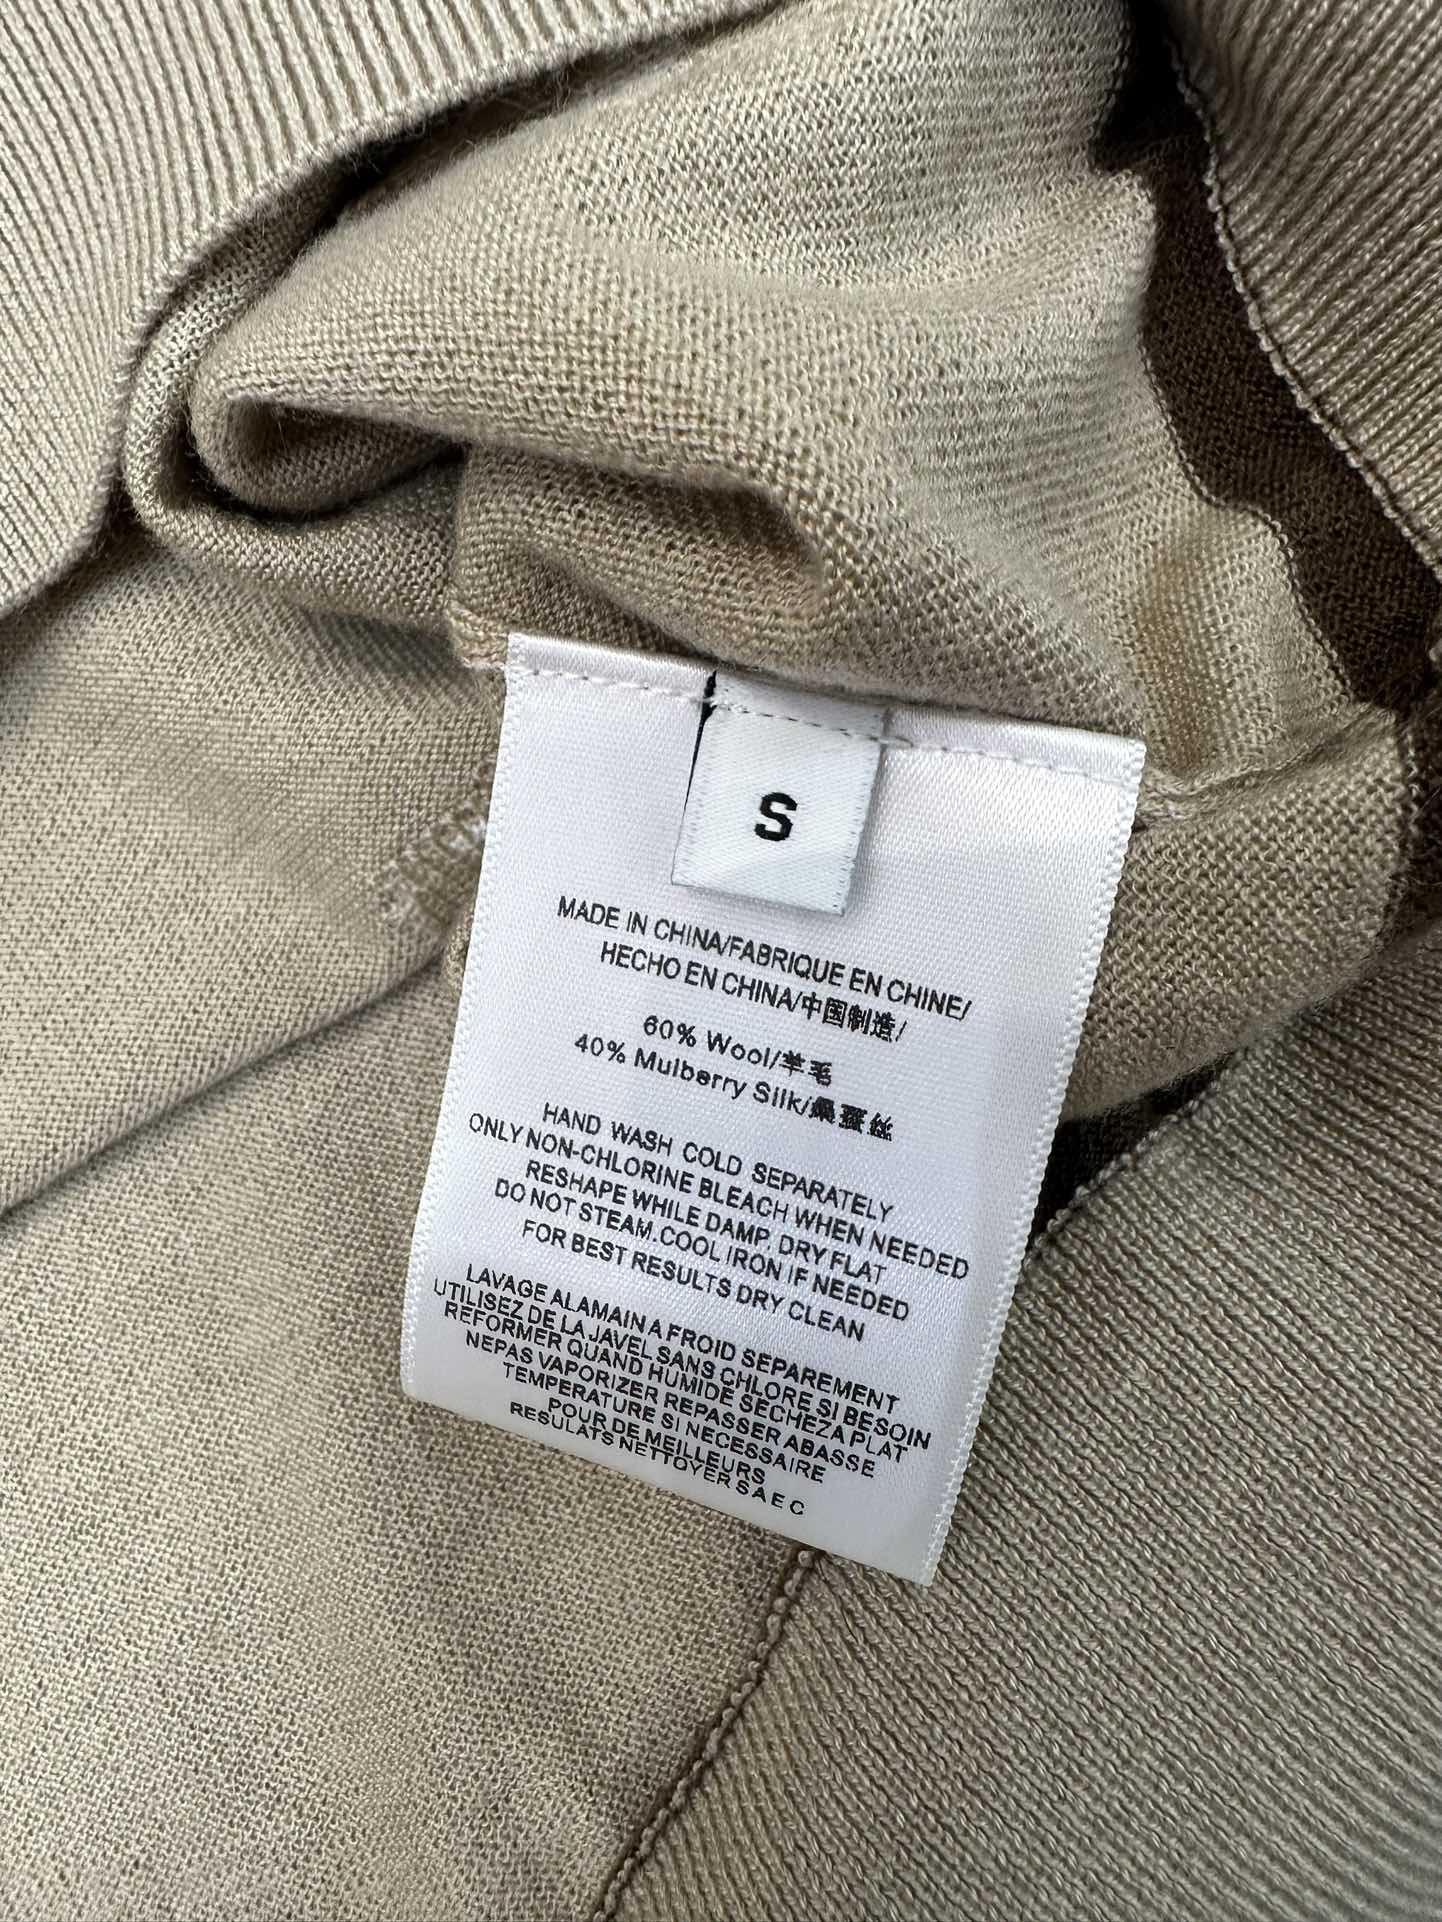 S
MADE IN CHINA/FABRIQUE EN CHINE/
HECHO EN CHINA/中国制造/
60% Wool/羊毛
40% Mulberry Silk/桑蚕丝
HAND WASH COLD SEPARATELY
ONLY NON-CHLORINE BLEACH WHEN NEEDED
RESHAPE WHILE DAMP, DRY FLAT
DO NOT STEAM.COOL IRON IF NEEDED
FOR BEST RESULTS DRY CLEAN
LAVAGE ALAMAIN A FROID SEPAREMENT
UTILISEZ DE LA JAVEL SANS CHLORE SI BESOIN
REFORMER QUAND HUMIDE SECHEZA PLAT
NEPAS VAPORIZER REPASSER ABASSE
TEMPERATURE SI NECESSAIRE
POUR DE MEILLEURS
RESULATS NETTOYER SAEC